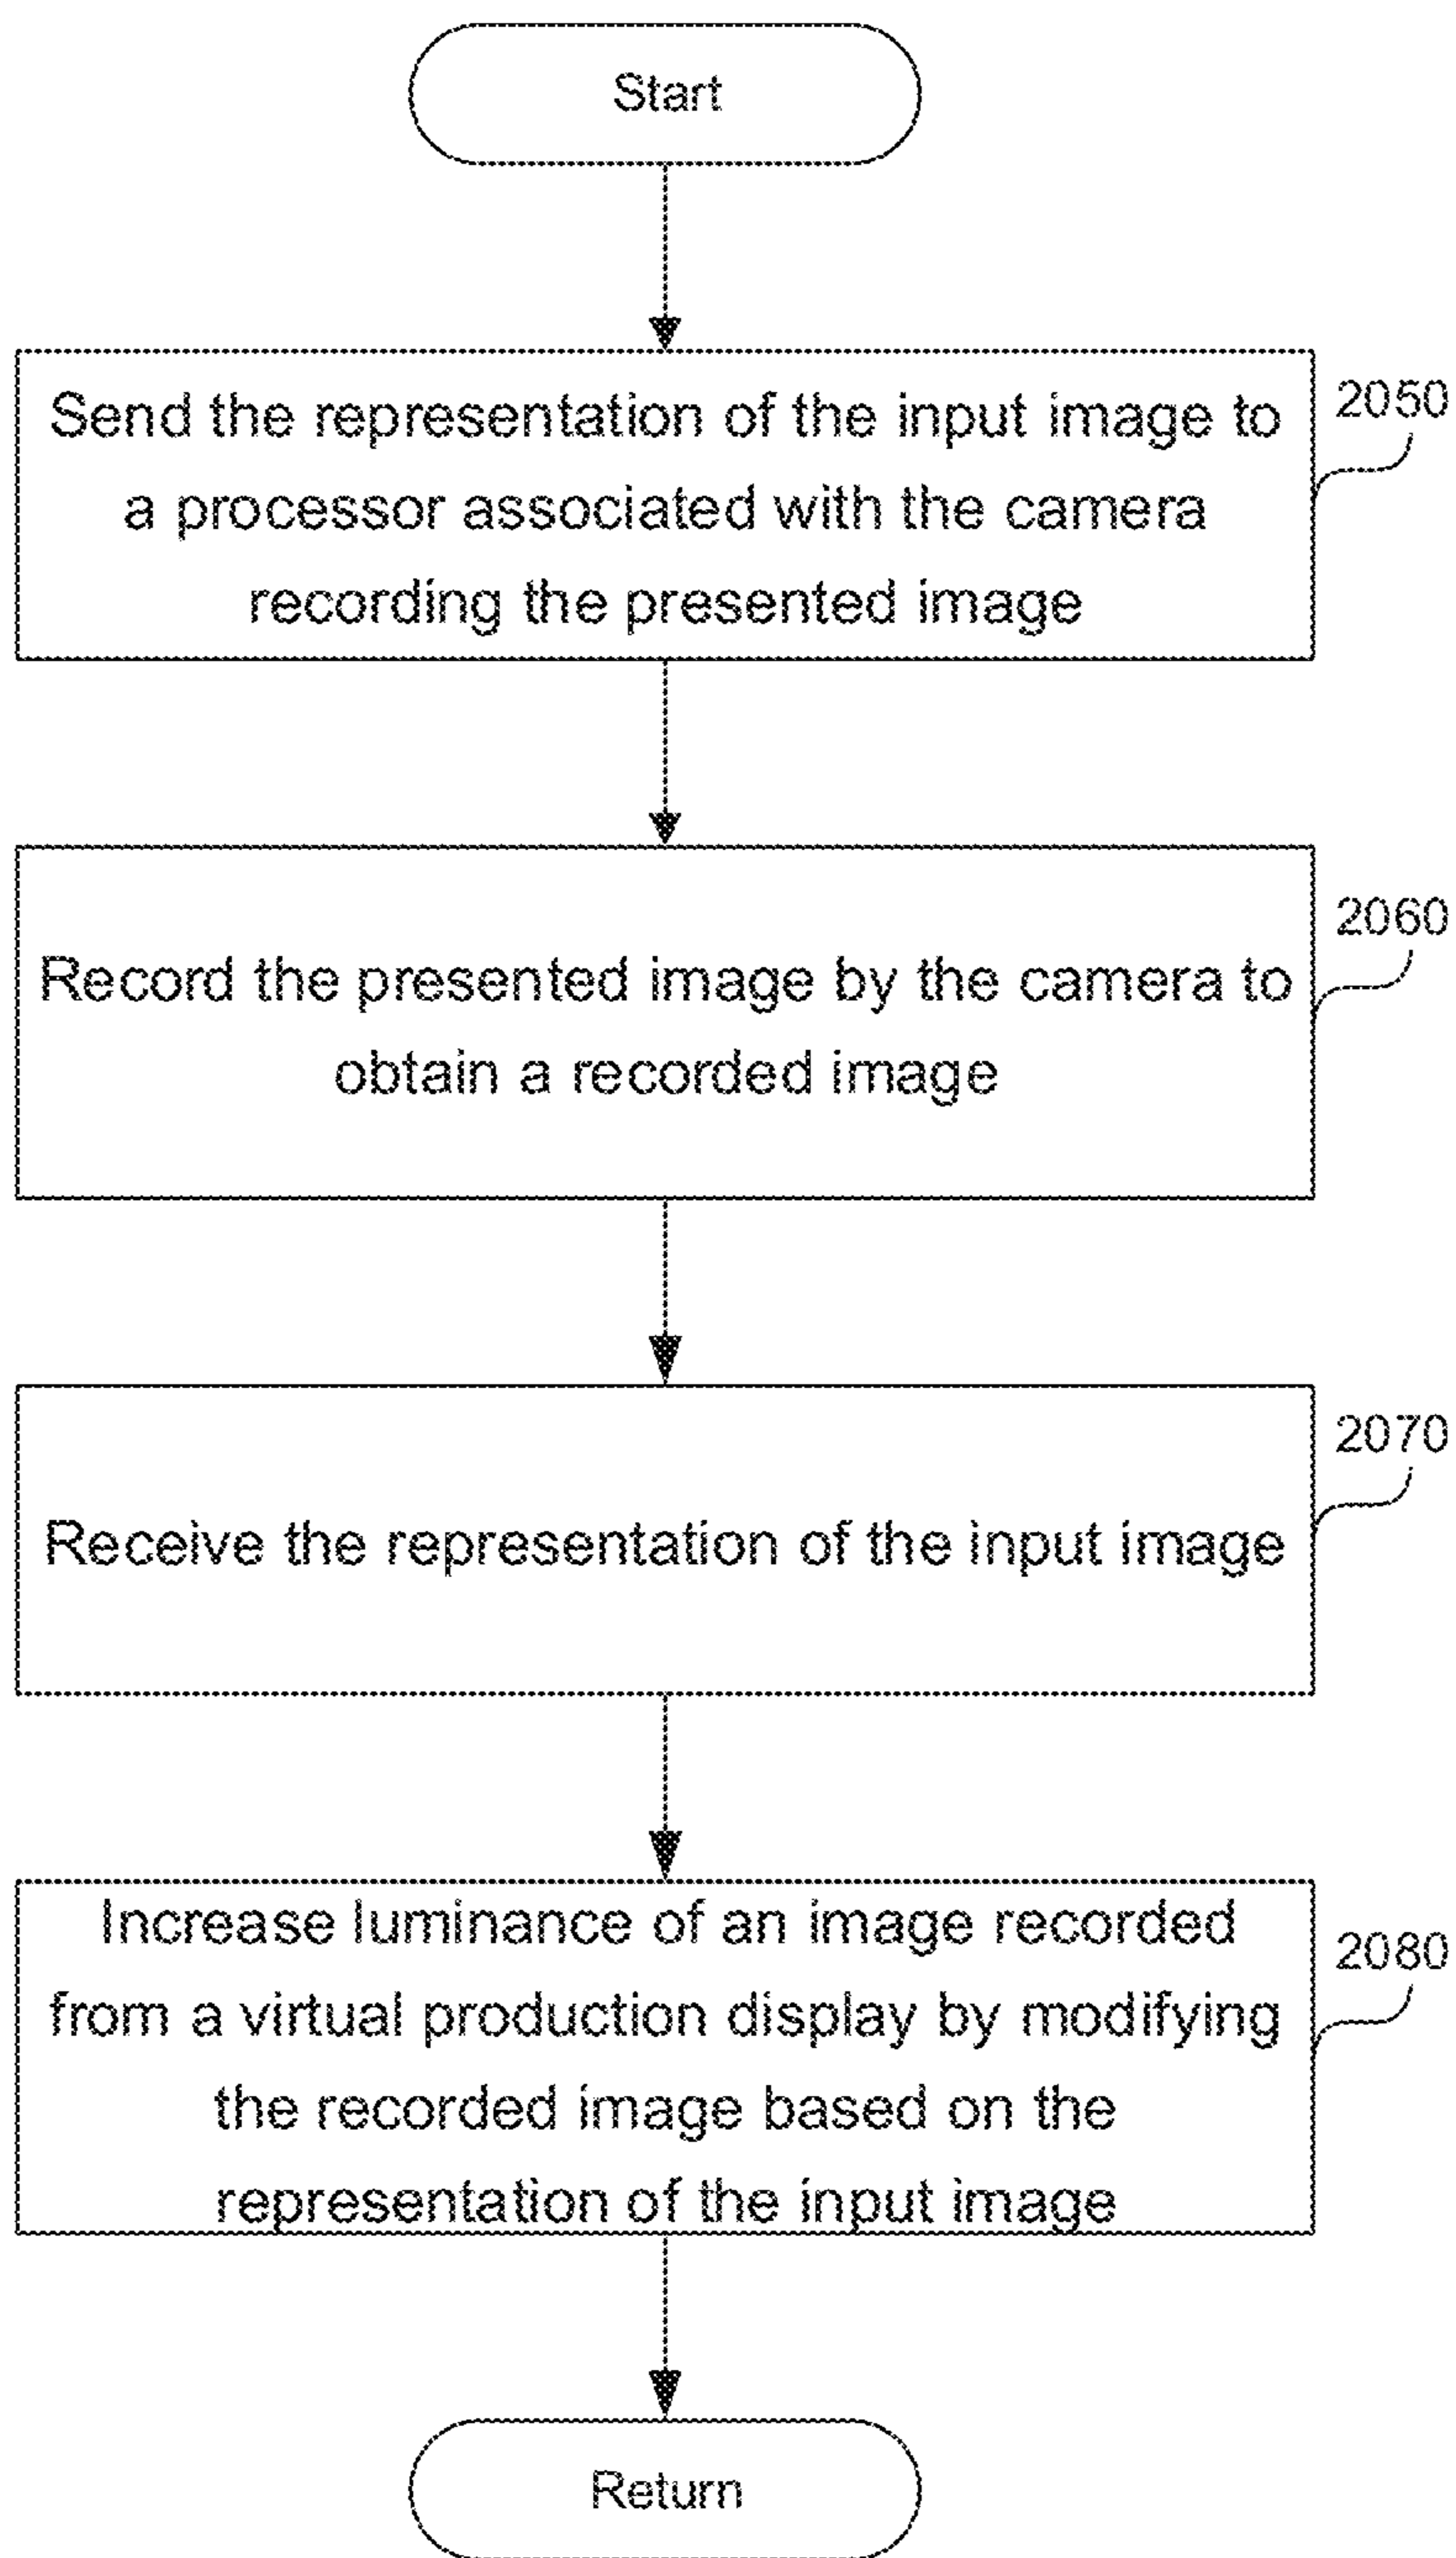 Start
Send the representation of the input image to
a processor associated with the camera
recording the presented image
2050
Record the presented image by the camera to
obtain a recorded image
2060
Receive the representation of the input image
2070
Increase luminance of an image recorded
from a virtual production display by modifying
the recorded image based on the
representation of the input image
2080
Return